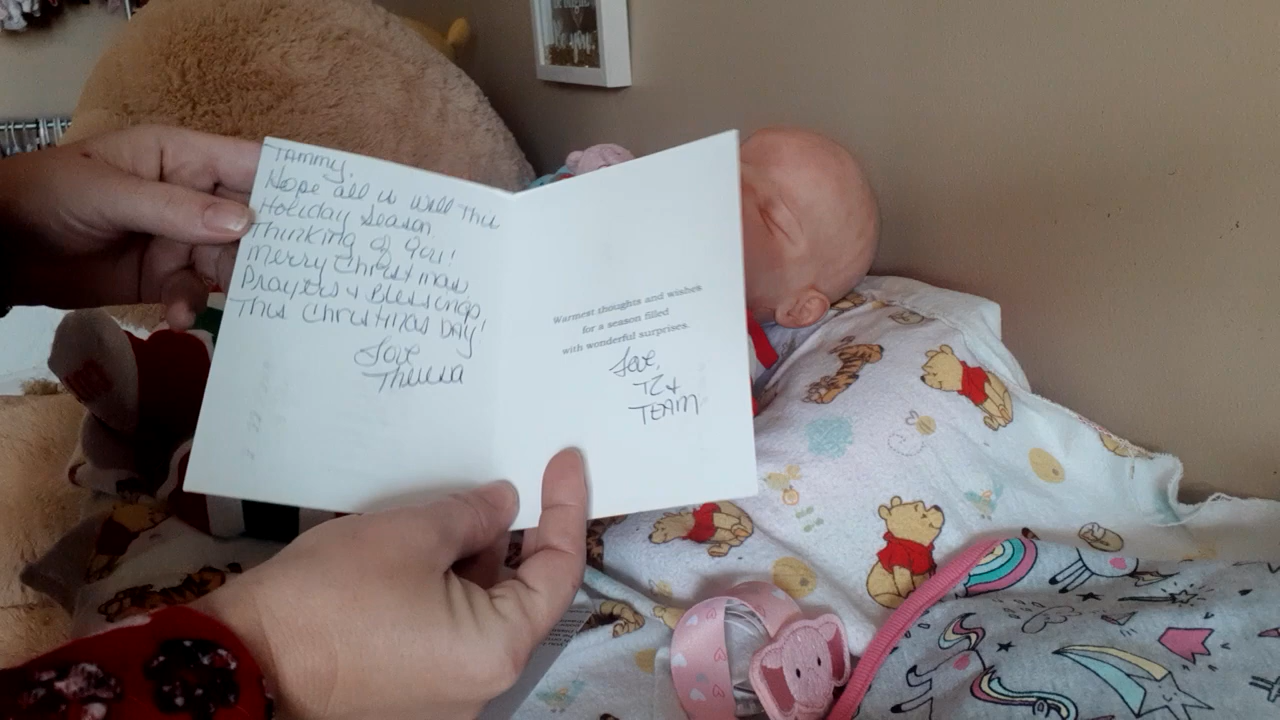 Tammy,
Hope all is well This
Holiday Season
Thinking of You!
Merry Christmas
Prayers & Blessings
This Christmas Day!
Love
Theresa
Warmest thoughts and wishes
for a season filled
with wonderful surprises.
Love,
TC &
TEAM